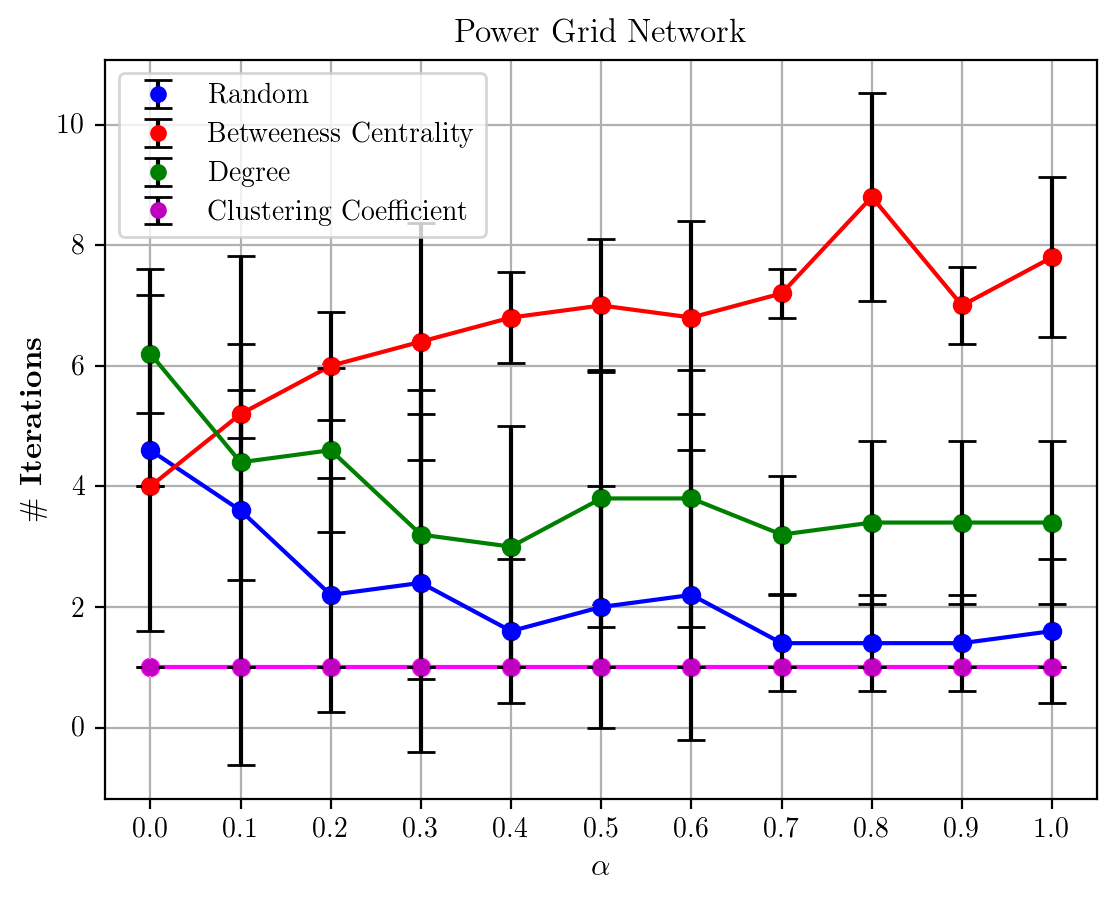 Power Grid Network
Random
Betweeness Centrality
Degree
Clustering Coefficient
10
8
6
4
2
0
# Iterations
0.0 0.1 0.2 0.3 0.4 0.5 0.6 0.7 0.8 0.9 1.0
α